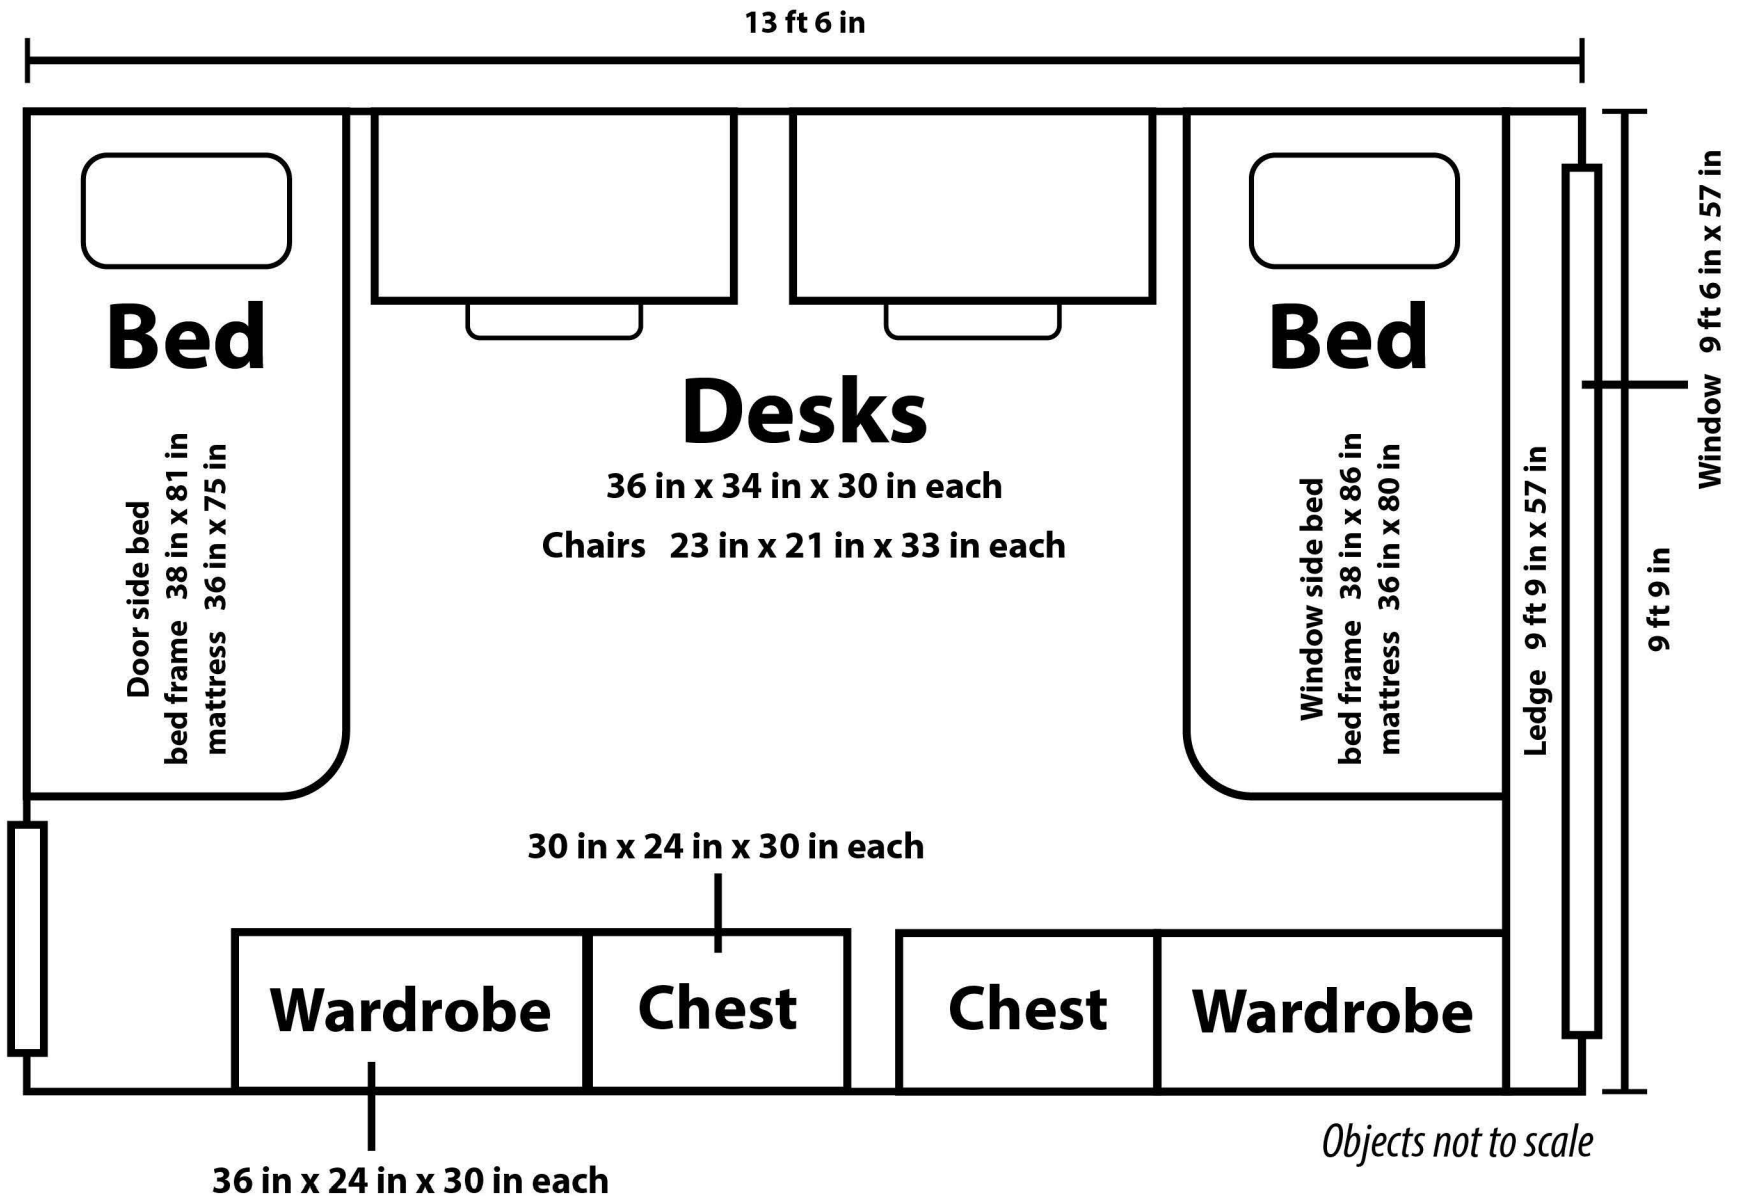 13 ft 6 in
Bed
Door side bed
bed frame 38 in x 81 in
mattress 36 in x 75 in
Desks
36 in x 34 in x 30 in each
Chairs 23 in x 21 in x 33 in each
Bed
Window side bed
bed frame 38 in x 86 in
mattress 36 in x 80 in
Ledge 9 ft 9 in x 57 in
9 ft 9 in
Window 9 ft 6 in x 57 in
30 in x 24 in x 30 in each
Wardrobe
Chest
Chest
Wardrobe
Objects not to scale
36 in x 24 in x 30 in each